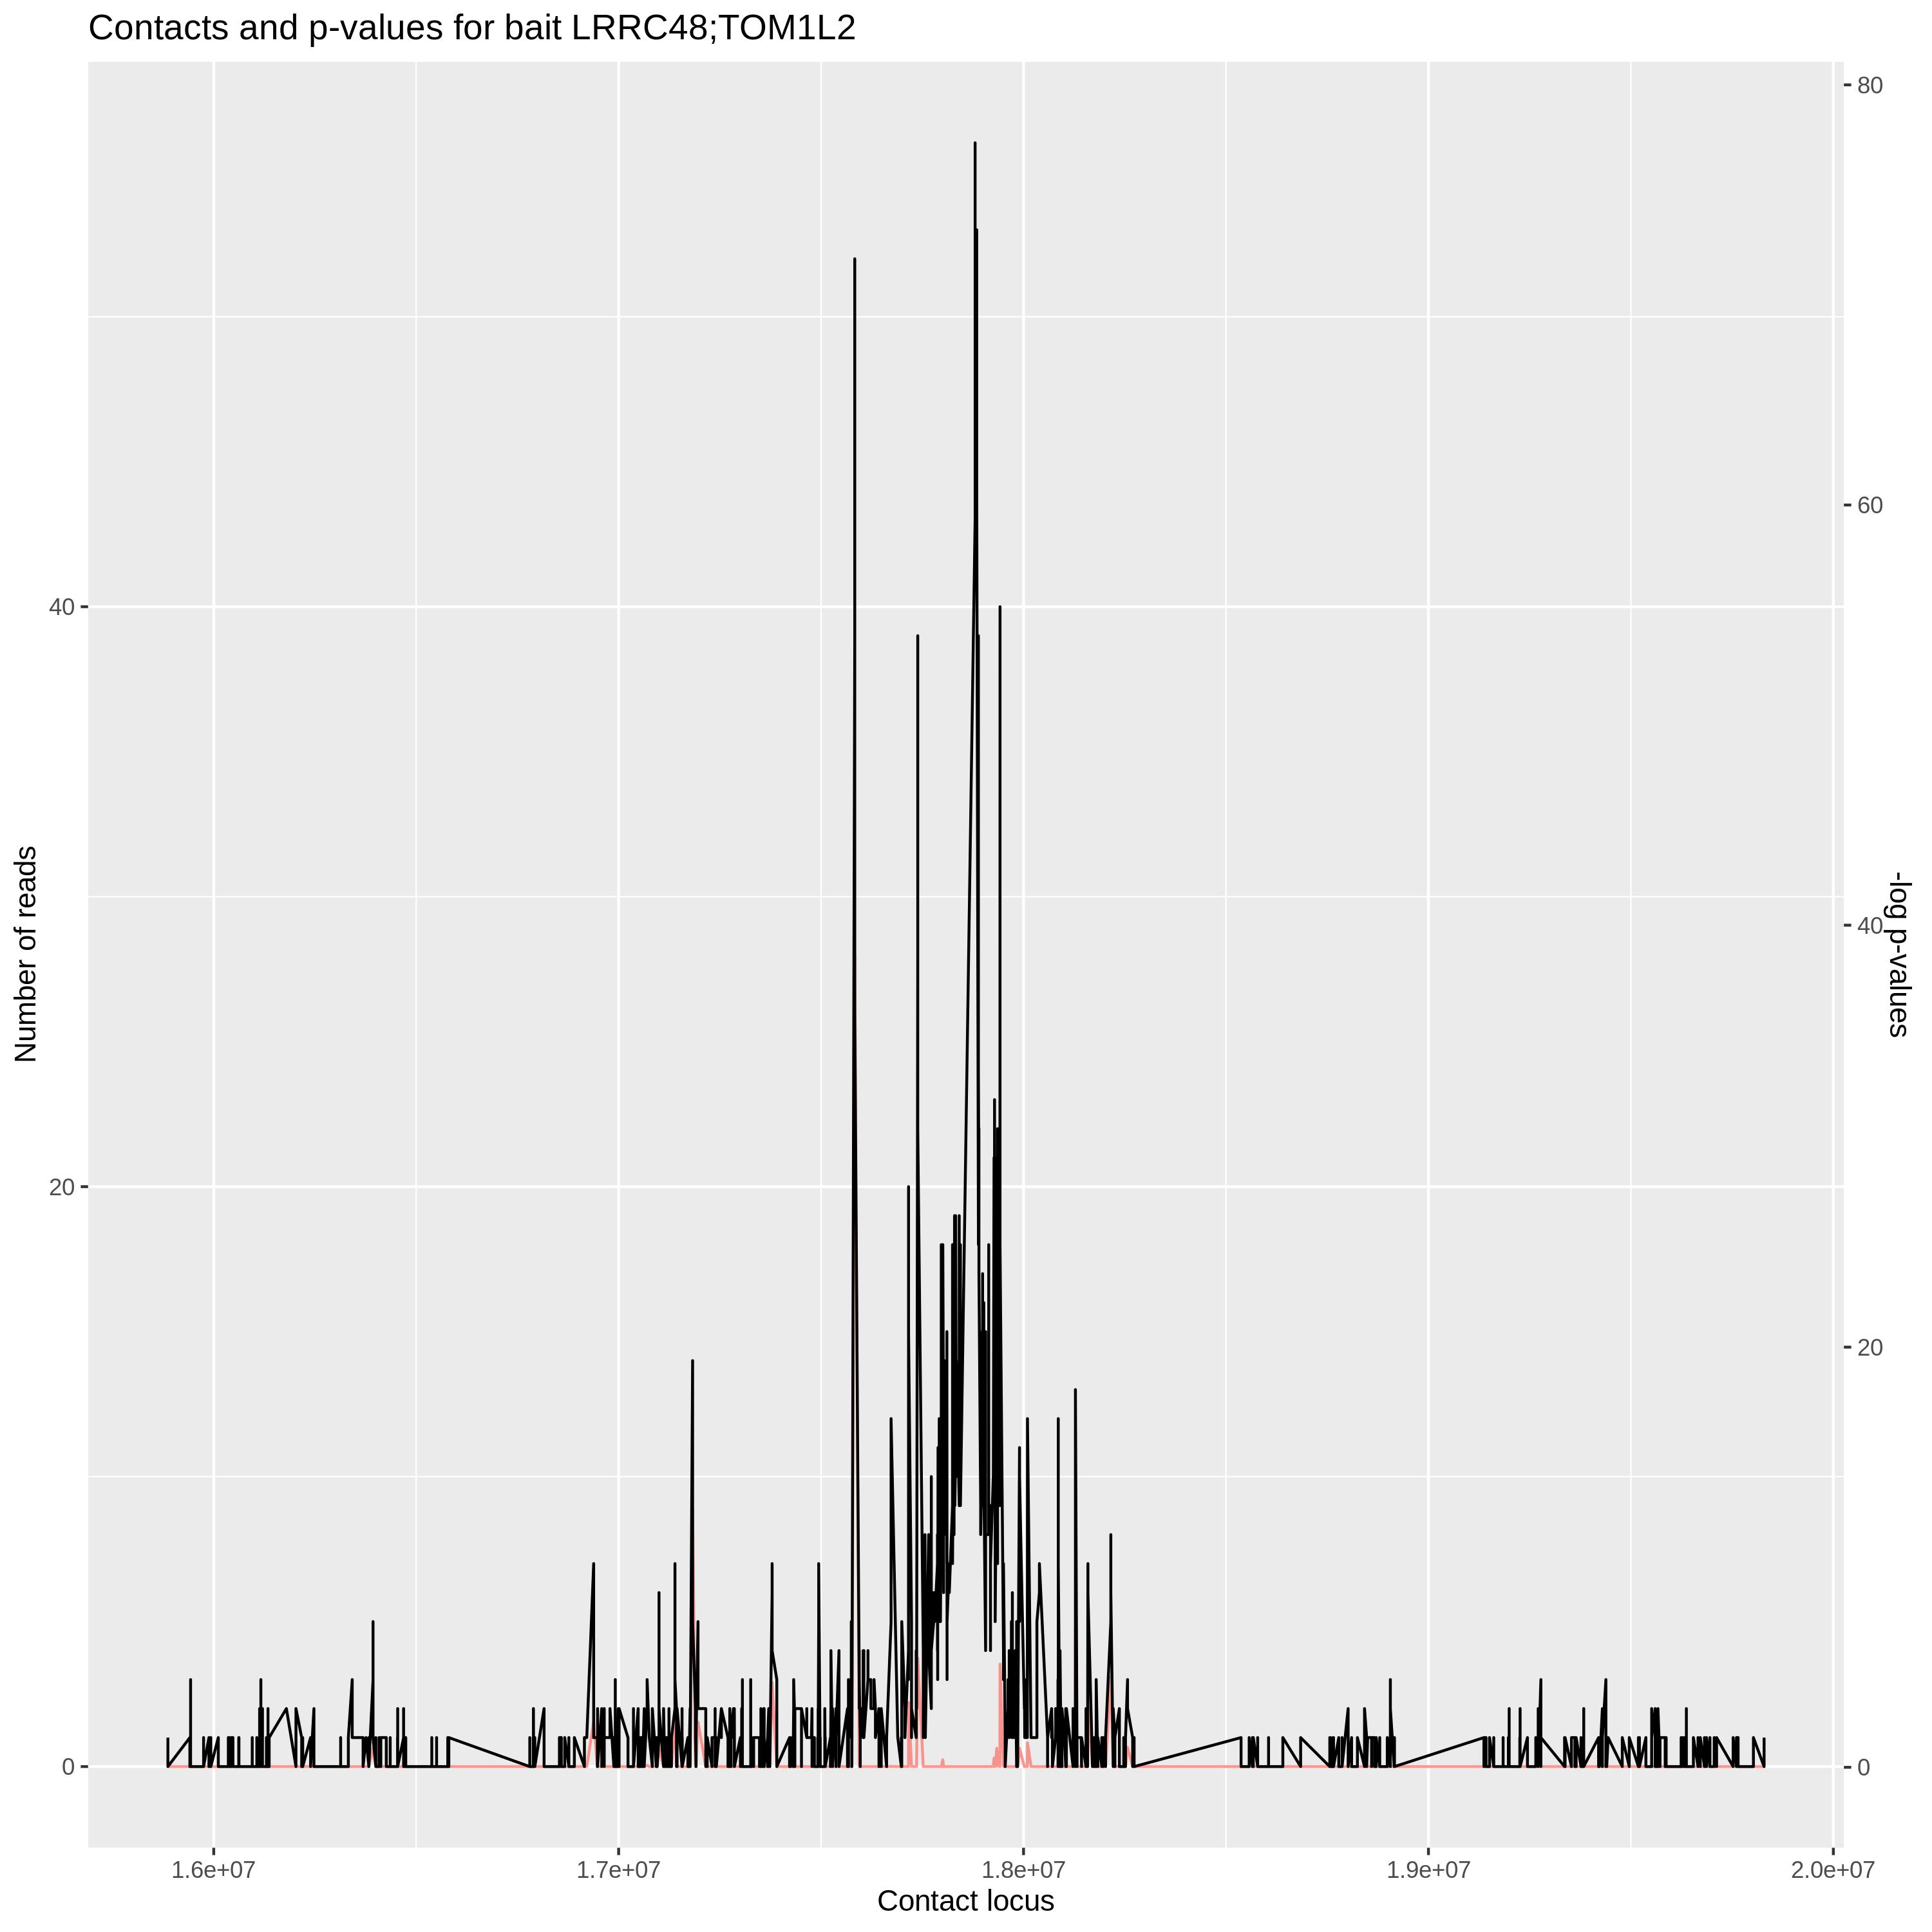 Contacts and p-values for bait LRRC48;TOM1L2
80
60
40
40
20
20
0
0
Number of reads
-log p-values
1.6e+07
1.7e+07
1.8e+07
1.9e+07
2.0e+07
Contact locus